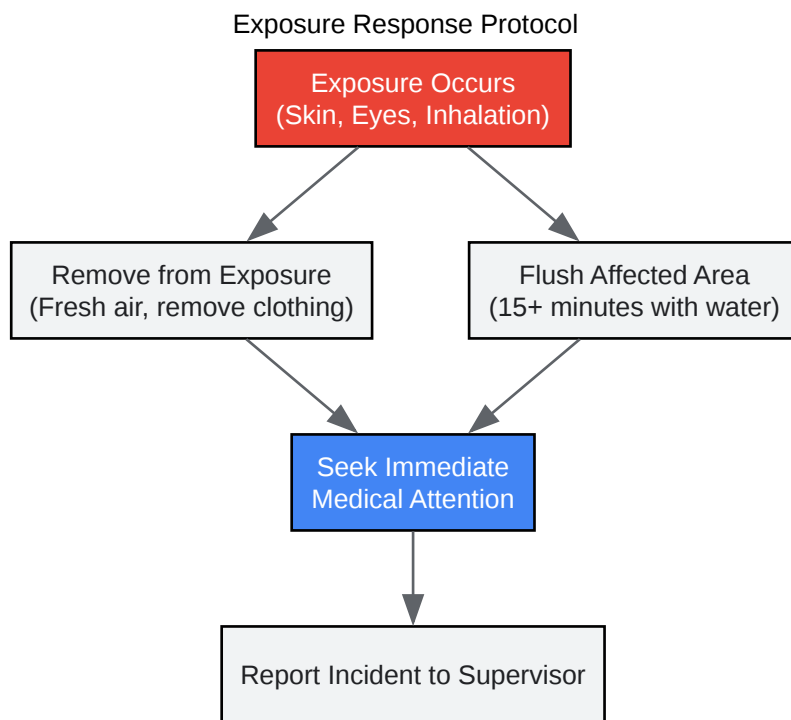 Exposure Response Protocol
Exposure Occurs
(Skin, Eyes, Inhalation)
Remove from Exposure
(Fresh air, remove clothing)
Flush Affected Area
(15+ minutes with water)
Seek Immediate
Medical Attention
Report Incident to Supervisor